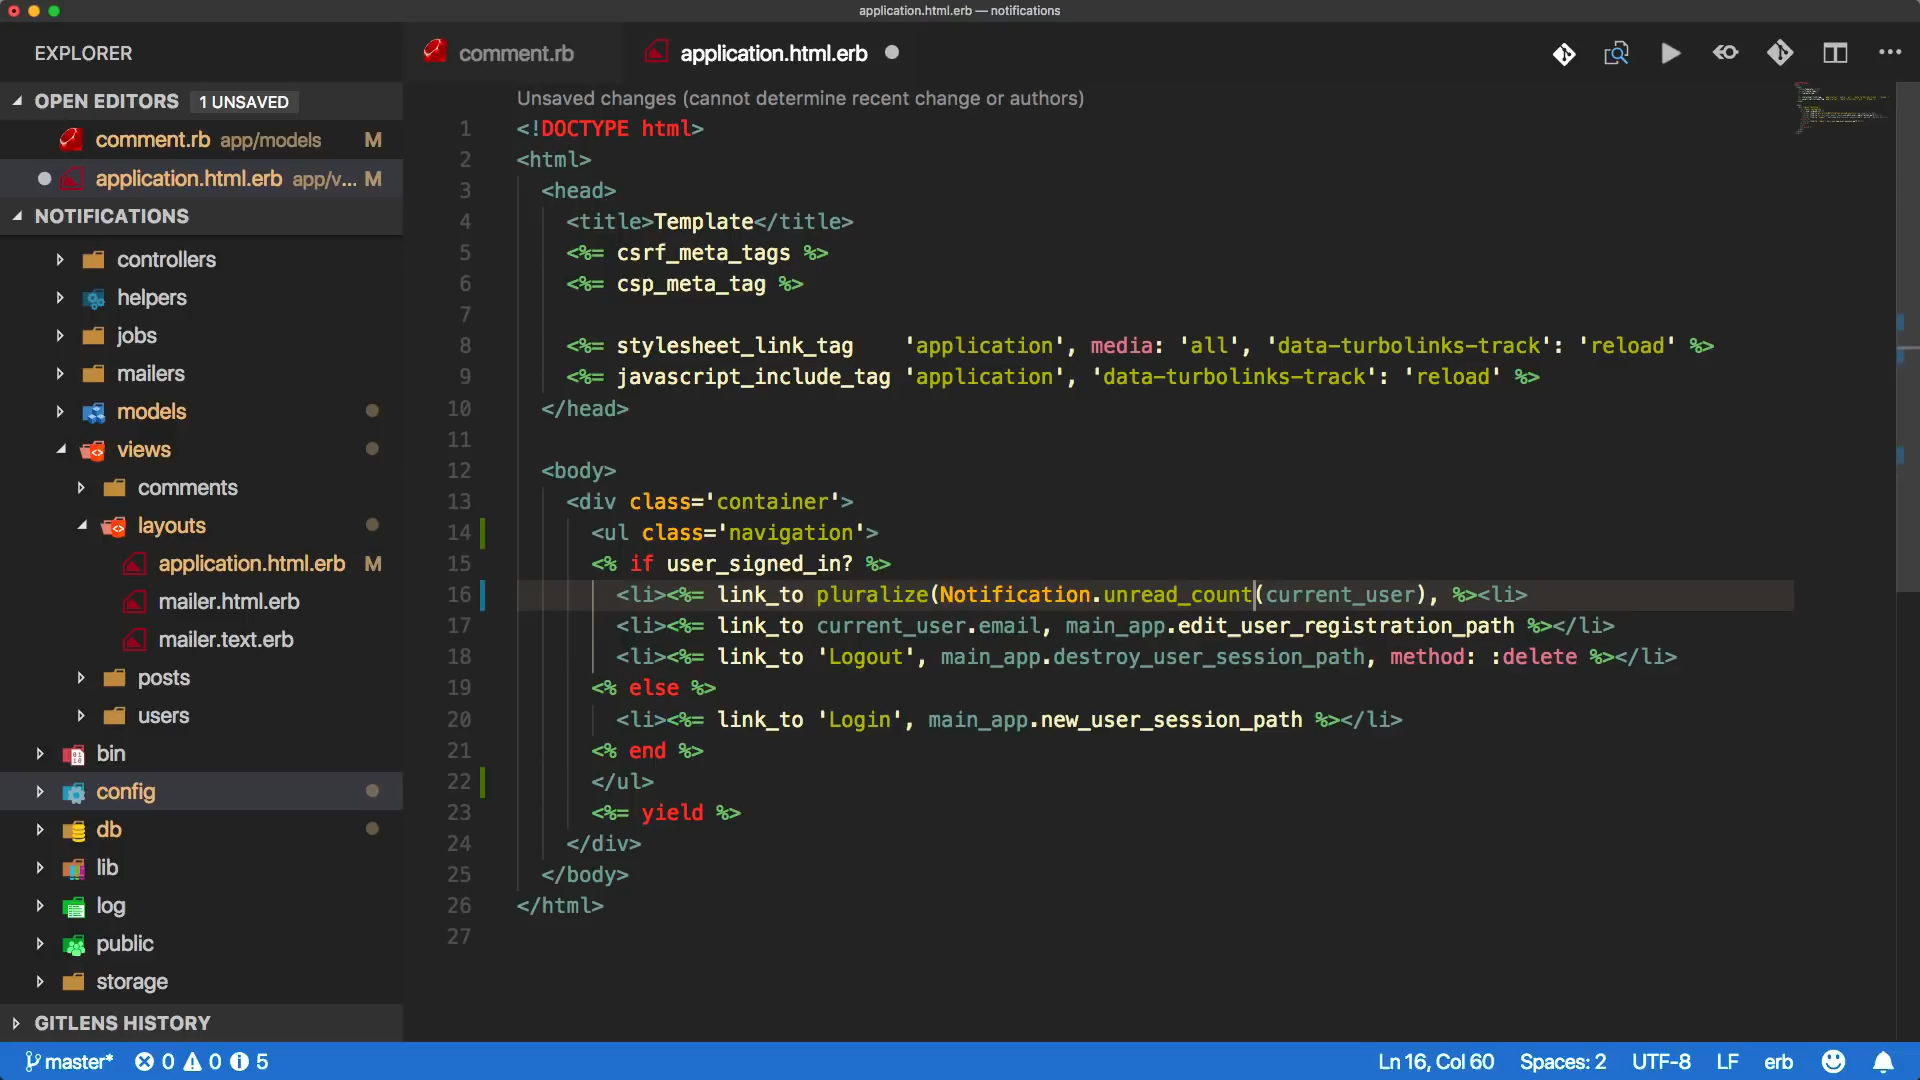 application.html.erb — notifications
EXPLORER
comment.rb
application.html.erb
OPEN EDITORS 1 UNSAVED
comment.rb app/models M
application.html.erb app/v... M
NOTIFICATIONS
controllers
helpers
jobs
mailers
models
views
comments
layouts
application.html.erb M
mailer.html.erb
mailer.text.erb
posts
users
bin
config
db
lib
log
public
storage
GITLENS HISTORY
Unsaved changes (cannot determine recent change or authors)
1 <!DOCTYPE html>
2 <html>
3 <head>
4 <title>Template</title>
5 <%= csrf_meta_tags %>
6 <%= csp_meta_tag %>
7
8 <%= stylesheet_link_tag    'application', media: 'all', 'data-turbolinks-track': 'reload' %>
9 <%= javascript_include_tag 'application', 'data-turbolinks-track': 'reload' %>
10 </head>
11
12 <body>
13 <div class='container'>
14 <ul class='navigation'>
15 <% if user_signed_in? %>
16 <li><%= link_to pluralize(Notification.unread_count(current_user), %><li>
17 <li><%= link_to current_user.email, main_app.edit_user_registration_path %></li>
18 <li><%= link_to 'Logout', main_app.destroy_user_session_path, method: :delete %></li>
19 <% else %>
20 <li><%= link_to 'Login', main_app.new_user_session_path %></li>
21 <% end %>
22 </ul>
23 <%= yield %>
24 </div>
25 </body>
26 </html>
27
master* 0 0 5
Ln 16, Col 60 Spaces: 2 UTF-8 LF erb